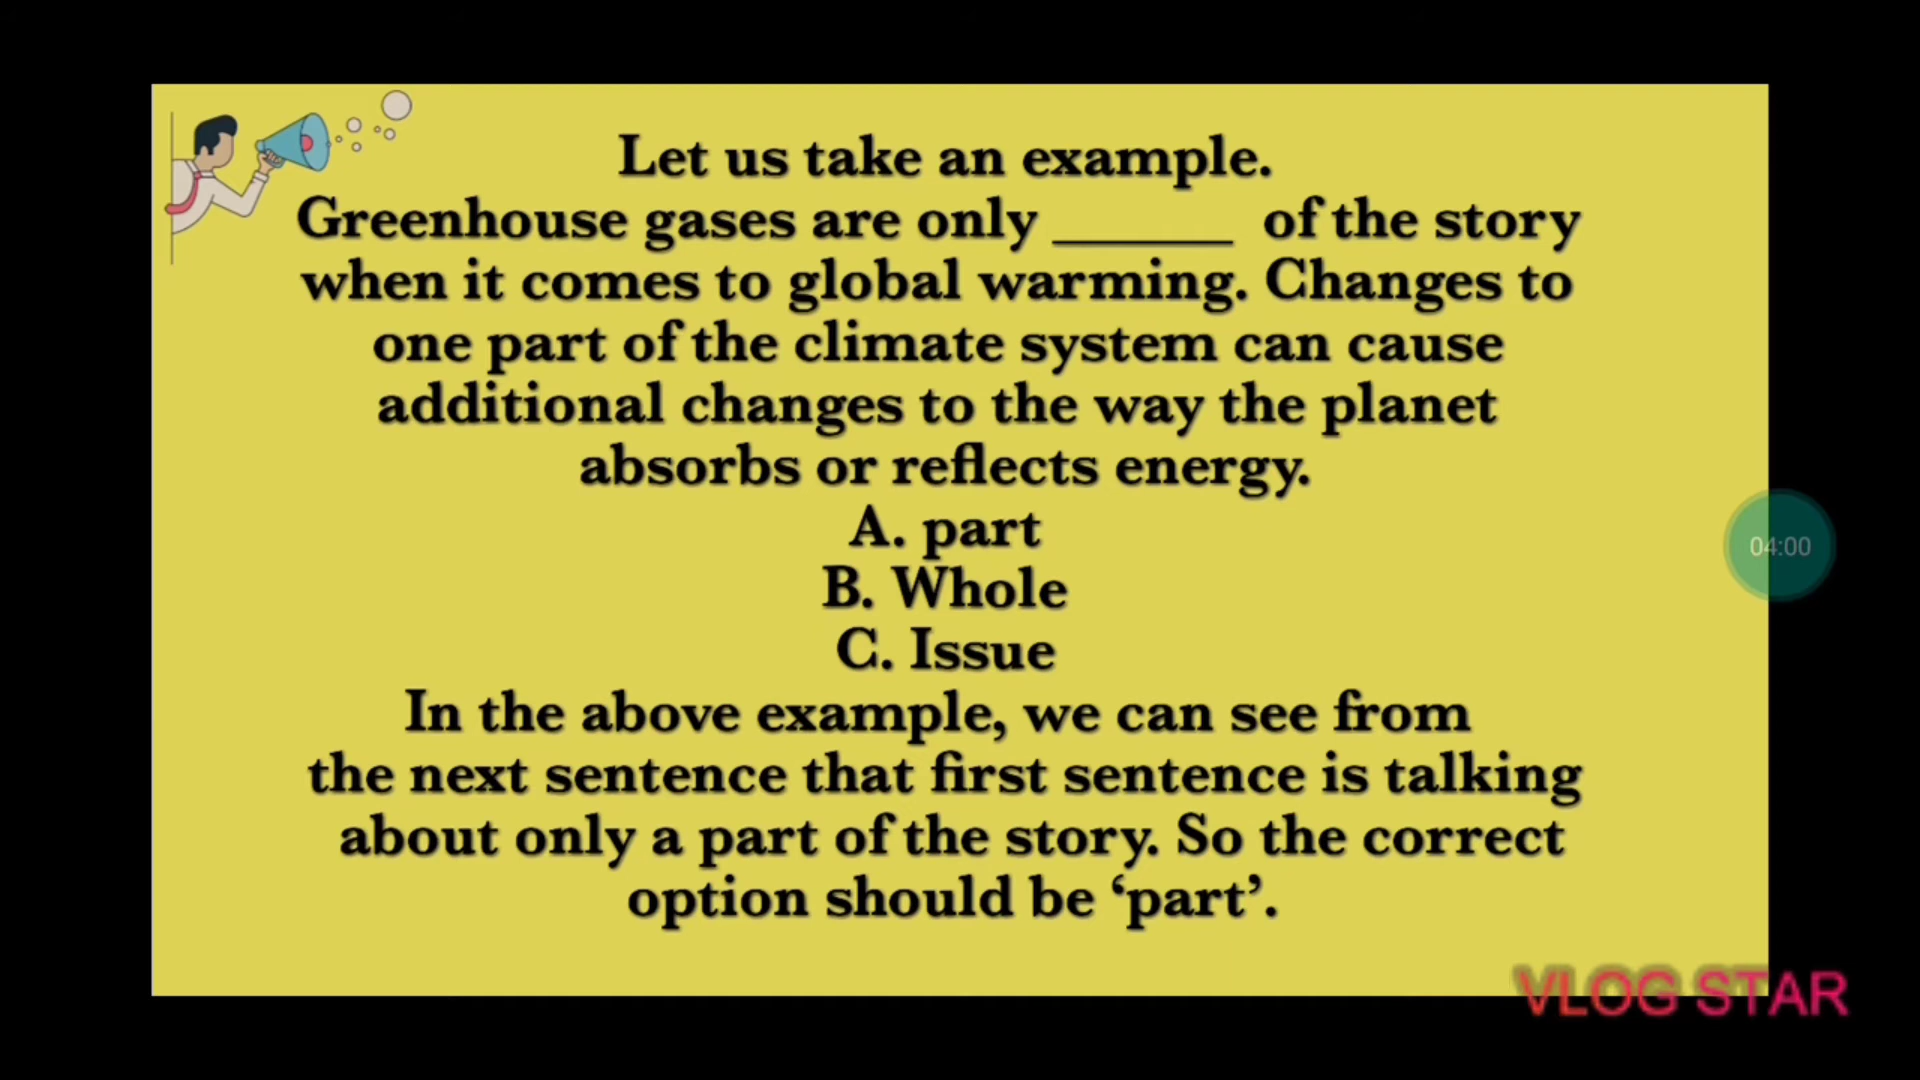 Let us take an example.
Greenhouse gases are only ______ of the story
when it comes to global warming. Changes to
one part of the climate system can cause
additional changes to the way the planet
absorbs or reflects energy.
A. part
B. Whole
C. Issue
In the above example, we can see from
the next sentence that first sentence is talking
about only a part of the story. So the correct
option should be ‘part’.
04:00
VLOG STAR